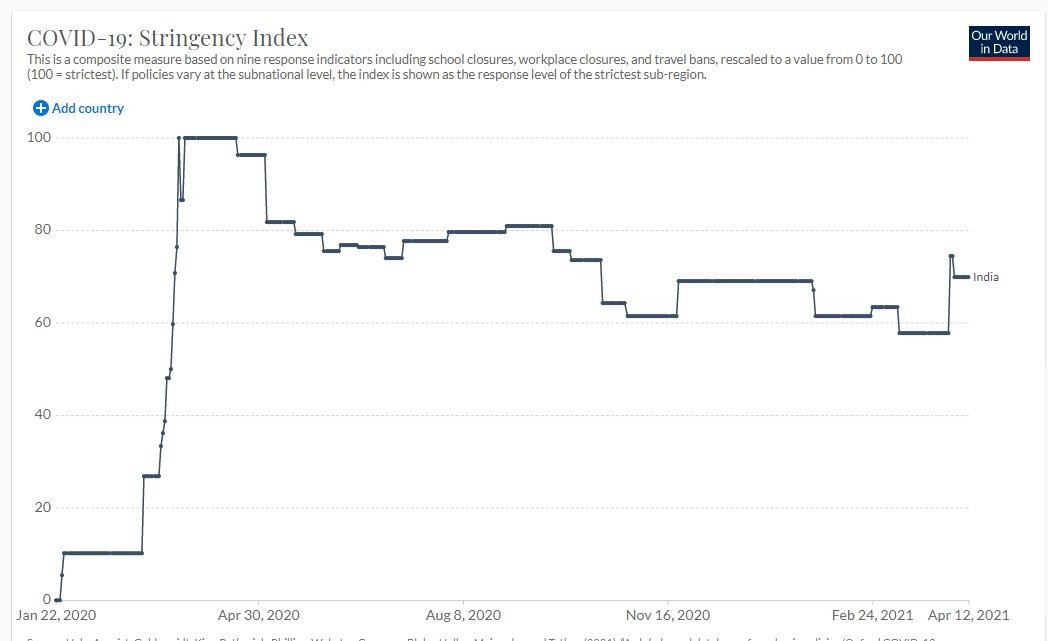 COVID-19: Stringency Index
Our World
in Data
This is a composite measure based on nine response indicators including school closures, workplace closures, and travel bans, rescaled to a value from 0 to 100
(100 = strictest). If policies vary at the subnational level, the index is shown as the response level of the strictest sub-region.
Add country
100
80
60
40
20
0
India
Jan 22, 2020
Apr 30, 2020
Aug 8, 2020
Nov 16, 2020
Feb 24, 2021
Apr 12, 2021